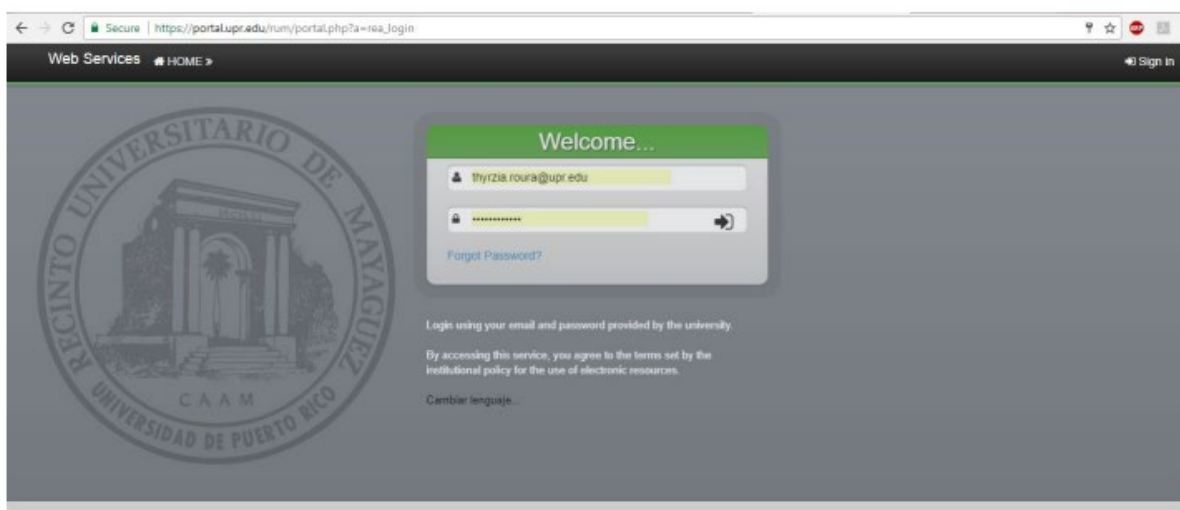 Secure | https://portal.upr.edu/rum/portal.php?a=rea_login
Web Services HOME »
Sign in
RECINTO UNIVERSITARIO DE MAYAGUEZ
CAAM
UNIVERSIDAD DE PUERTO RICO
Welcome...
thyrzia.roura@upr.edu
••••••••••••
Forgot Password?
Login using your email and password provided by the university.
By accessing this service, you agree to the terms set by the
institutional policy for the use of electronic resources.
Cambiar lenguaje...